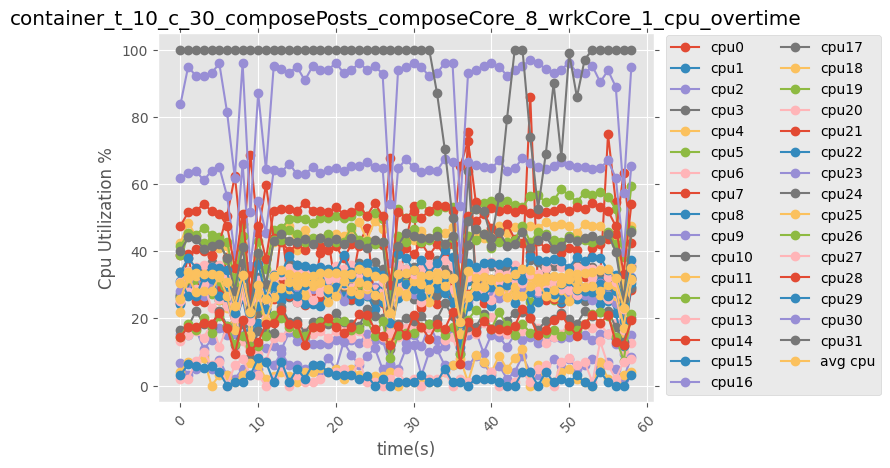 container_t_10_c_30_composePosts_composeCore_8_wrkCore_1_cpu_overtime
100
80
60
40
20
0
Cpu Utilization %
0
10
20
30
40
50
60
time(s)
cpu0
cpu1
cpu2
cpu3
cpu4
cpu5
cpu6
cpu7
cpu8
cpu9
cpu10
cpu11
cpu12
cpu13
cpu14
cpu15
cpu16
cpu17
cpu18
cpu19
cpu20
cpu21
cpu22
cpu23
cpu24
cpu25
cpu26
cpu27
cpu28
cpu29
cpu30
cpu31
avg cpu